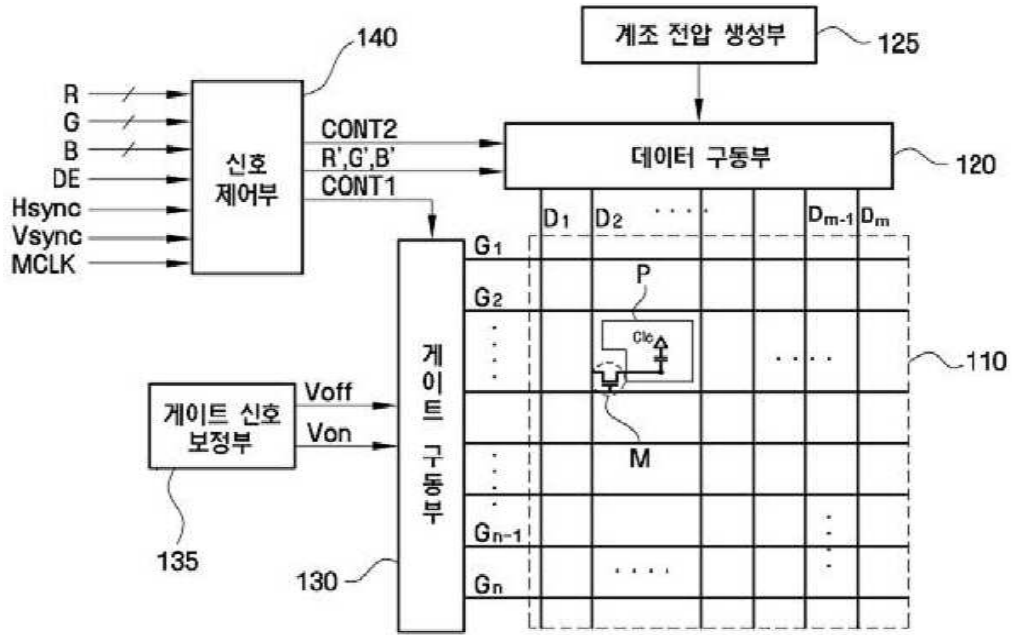 계조 전압 생성부
125
140
R
G
B
DE
Hsync
Vsync
MCLK
신호
제어부
CONT2
R',G',B'
CONT1
데이터 구동부
120
D1
D2
· · · ·
Dm-1
Dm
G1
G2
P
Clc
M
110
게이트 구동부
게이트 신호
보정부
Voff
Von
135
130
Gn-1
Gn